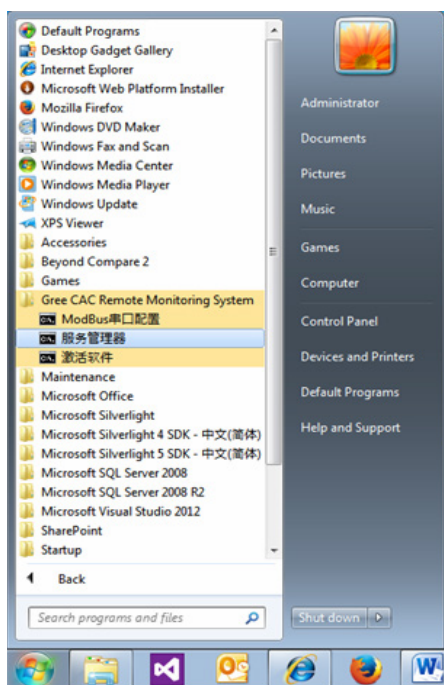 Default Programs
Desktop Gadget Gallery
Internet Explorer
Microsoft Web Platform Installer
Mozilla Firefox
Windows DVD Maker
Windows Fax and Scan
Windows Media Center
Windows Media Player
Windows Update
XPS Viewer
Accessories
Beyond Compare 2
Games
Gree CAC Remote Monitoring System
ModBus串口配置
服务管理器
激活软件
Maintenance
Microsoft Office
Microsoft Silverlight
Microsoft Silverlight 4 SDK - 中文(简体)
Microsoft Silverlight 5 SDK - 中文(简体)
Microsoft SQL Server 2008
Microsoft SQL Server 2008 R2
Microsoft Visual Studio 2012
SharePoint
Startup
Back
Search programs and files
Administrator
Documents
Pictures
Music
Games
Computer
Control Panel
Devices and Printers
Default Programs
Help and Support
Shut down